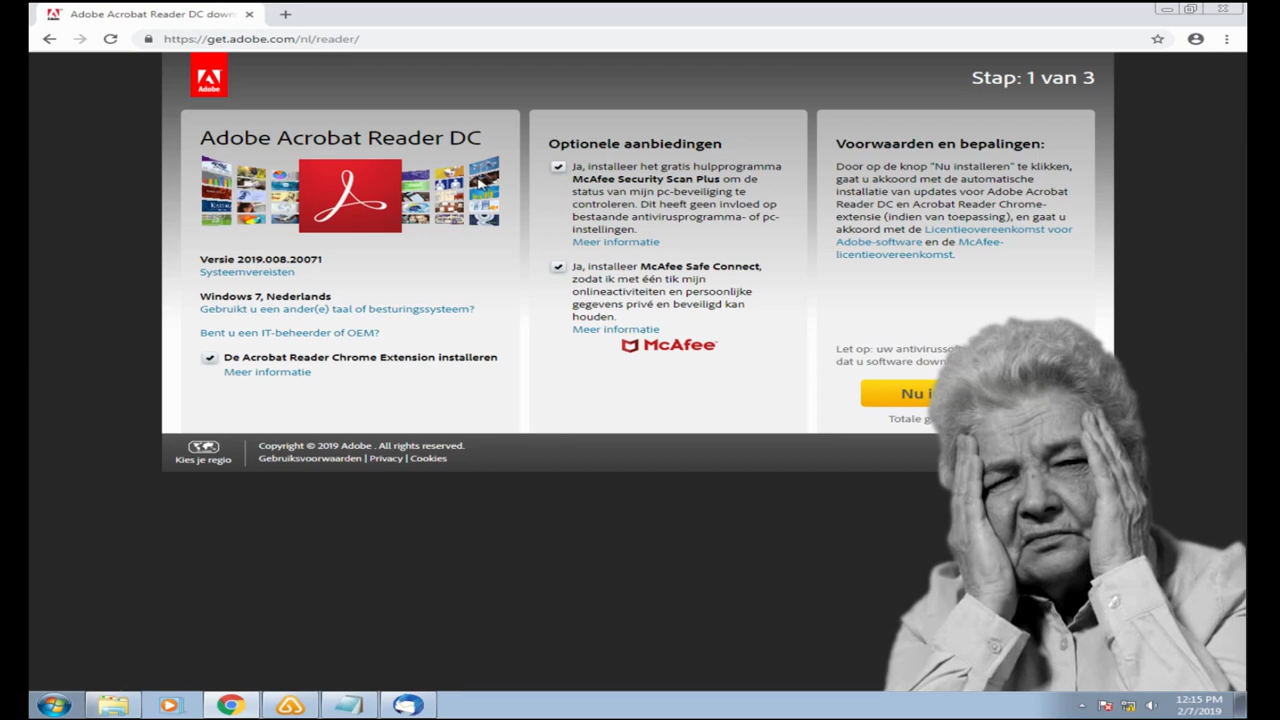 Adobe Acrobat Reader DC down
https://get.adobe.com/nl/reader/
Adobe
Stap: 1 van 3
Adobe Acrobat Reader DC
Versie 2019.008.20071
Systeemvereisten
Windows 7, Nederlands
Gebruikt u een ander(e) taal of besturingssysteem?
Bent u een IT-beheerder of OEM?
De Acrobat Reader Chrome Extension installeren
Meer informatie
Optionele aanbiedingen
Ja, installeer het gratis hulpprogramma
McAfee Security Scan Plus om de
status van mijn pc-beveiliging te
controleren. Dit heeft geen invloed op
bestaande antivirusprogramma- of pc-
instellingen.
Meer informatie
Ja, installeer McAfee Safe Connect,
zodat ik met één tik mijn
onlineactiviteiten en persoonlijke
gegevens privé en beveiligd kan
houden.
Meer informatie
McAfee
Voorwaarden en bepalingen:
Door op de knop "Nu installeren" te klikken,
gaat u akkoord met de automatische
installatie van updates voor Adobe Acrobat
Reader DC en Acrobat Reader Chrome-
extensie (indien van toepassing), en gaat u
akkoord met de Licentieovereenkomst voor
Adobe-software en de McAfee-
licentieovereenkomst.
Let op: uw
dat u software
Nu
Totale
Kies je regio
Copyright © 2019 Adobe . All rights reserved.
Gebruiksvoorwaarden | Privacy | Cookies
12:15 PM
2/7/2019